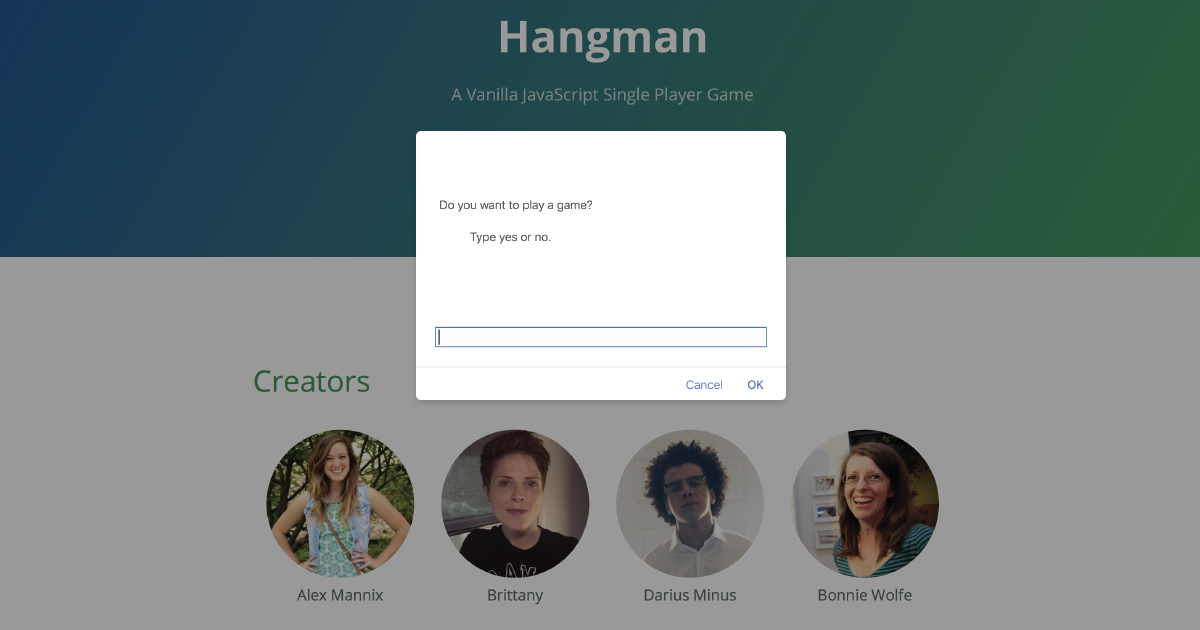 Hangman
A Vanilla JavaScript Single Player Game
Do you want to play a game?
Type yes or no.
Cancel OK
Creators
Alex Mannix Brittany Darius Minus Bonnie Wolfe